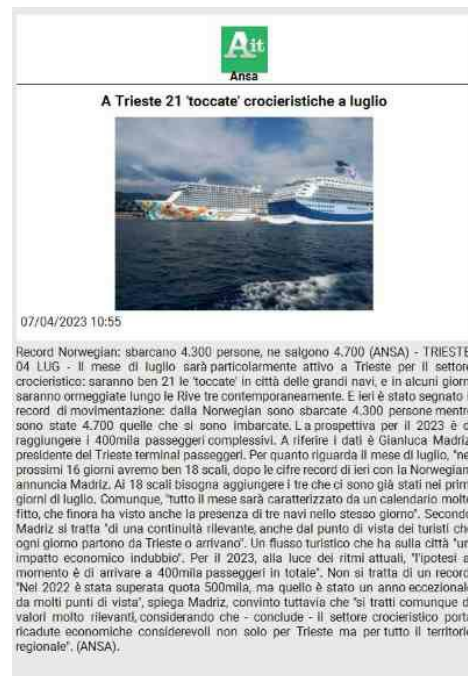 Ait
Ansa
A Trieste 21 'toccate' crocieristiche a luglio
07/04/2023 10:55
Record Norwegian: sbarcano 4.300 persone, ne salgono 4.700 (ANSA) - TRIESTE
04 LUG - Il mese di luglio sarà particolarmente attivo a Trieste per il settore
crocieristico: saranno ben 21 le 'toccate' in città delle grandi navi, e in alcuni giorn
saranno ormeggiate lungo le Rive tre contemporaneamente. E ieri è stato segnato i
record di movimentazione: dalla Norwegian sono sbarcate 4.300 persone mentr
sono state 4.700 quelle che si sono imbarcate. L a prospettiva per il 2023 è d
raggiungere i 400mila passeggeri complessivi. A riferire i dati è Gianluca Madriz
presidente del Trieste terminal passegeri. Per quanto riguarda il mese di luglio, "ne
prossimi 16 giorni avremo ben 18 scali, dopo le cifre record di ieri con la Norwegian
annuncia Madriz. Ai 18 scali bisogna aggiungere i tre che ci sono già stati nei prim
giorni di luglio. Comunque, "tutto il mese sarà caratterizzato da un calendario molto
fitto, che finora ha visto anche la presenza di tre navi nello stesso giorno". Secondo
Madriz si tratta "di una continuità rilevante, anche dal punto di vista dei turisti che
ogni giorno partono da Trieste o arrivano". Un flusso turistico che ha sulla città "un
impatto economico indubbio". Per il 2023, alla luce dei ritmi attuali, "l'ipotesi a
momento è di arrivare a 400mila passeggeri in totale". Non si tratta di un record
"Nel 2022 è stata superata quota 500mila, ma quello è stato un anno eccezional
da molti punti di vista", spiega Madriz, convinto tuttavia che "si tratti comunque d
valori molto rilevanti, considerando che - conclude - il settore crocieristico porta
ricadute economiche considerevoli non solo per Trieste ma per tutto il territorio
regionale". (ANSA).